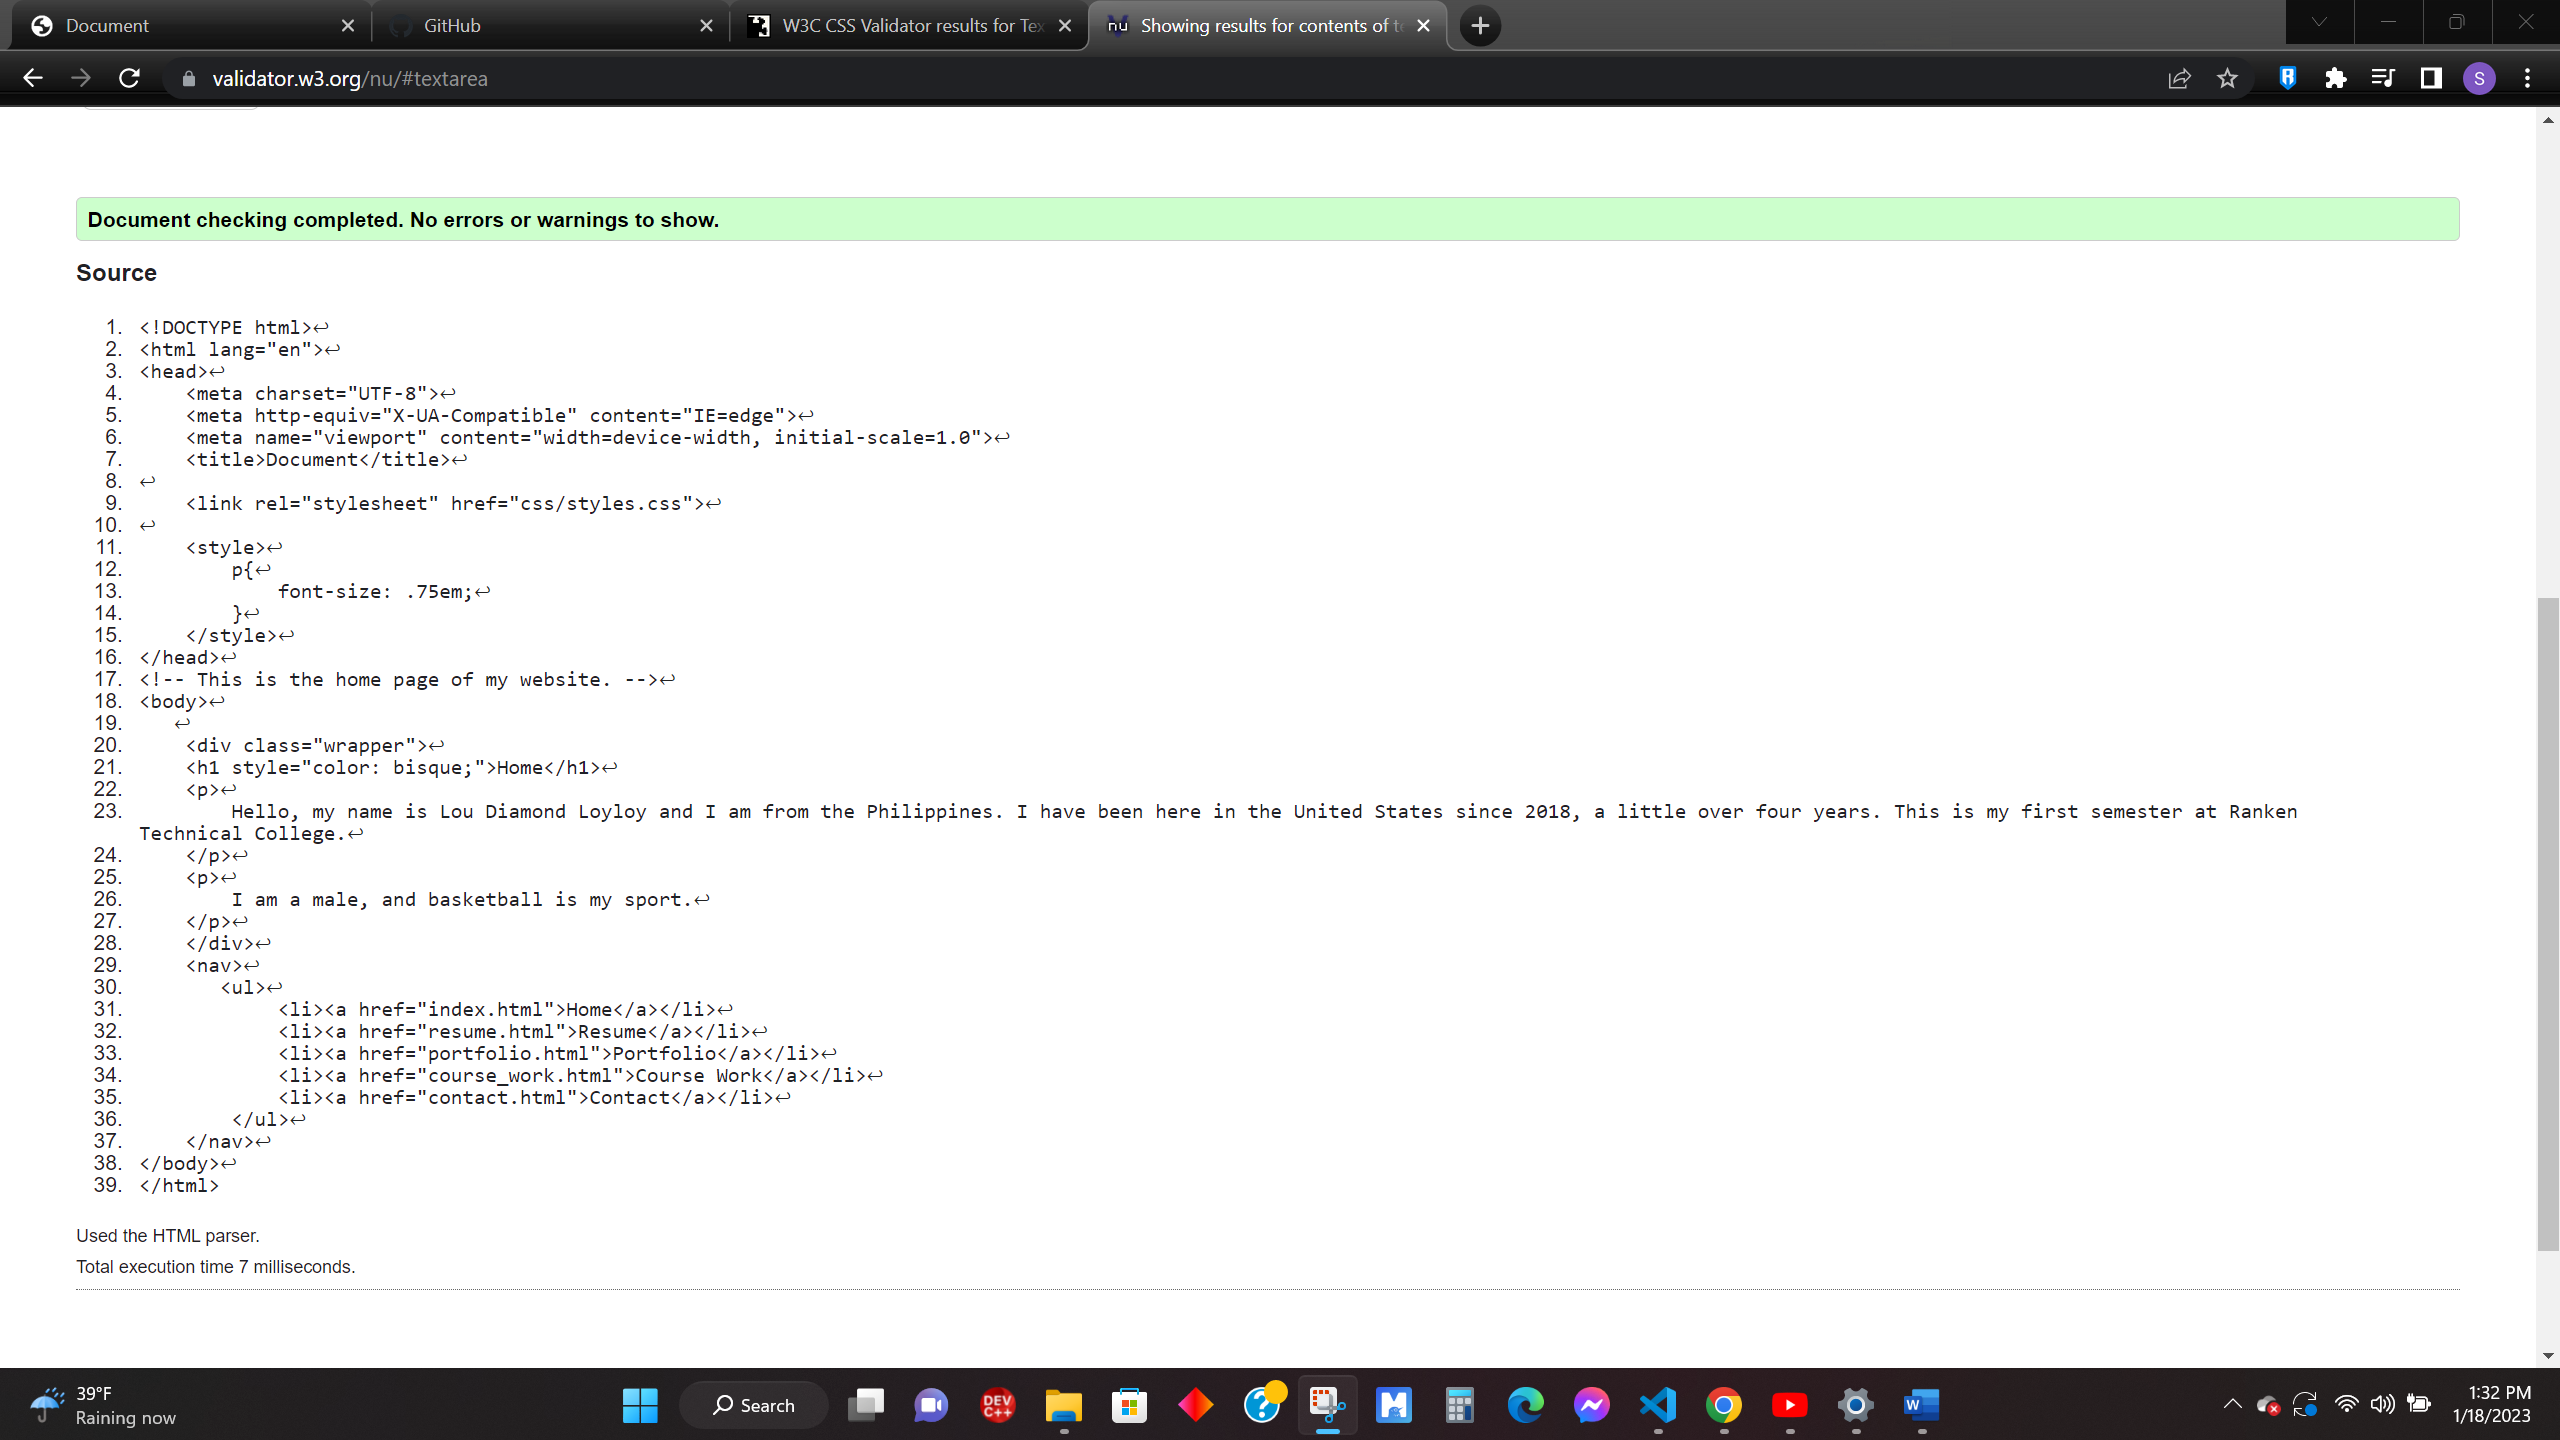 Document
GitHub
W3C CSS Validator results for Tex
nu Showing results for contents of te
validator.w3.org/nu/#textarea
S
Document checking completed. No errors or warnings to show.
Source
1. <!DOCTYPE html>↩
2. <html lang="en">↩
3. <head>↩
4. <meta charset="UTF-8">↩
5. <meta http-equiv="X-UA-Compatible" content="IE=edge">↩
6. <meta name="viewport" content="width=device-width, initial-scale=1.0">↩
7. <title>Document</title>↩
8. ↩
9. <link rel="stylesheet" href="css/styles.css">↩
10. ↩
11. <style>↩
12. p{↩
13. font-size: .75em;↩
14. }↩
15. </style>↩
16. </head>↩
17. <!-- This is the home page of my website. -->↩
18. <body>↩
19. ↩
20. <div class="wrapper">↩
21. <h1 style="color: bisque;">Home</h1>↩
22. <p>↩
23. Hello, my name is Lou Diamond Loyloy and I am from the Philippines. I have been here in the United States since 2018, a little over four years. This is my first semester at Ranken
Technical College.↩
24. </p>↩
25. <p>↩
26. I am a male, and basketball is my sport.↩
27. </p>↩
28. </div>↩
29. <nav>↩
30. <ul>↩
31. <li><a href="index.html">Home</a></li>↩
32. <li><a href="resume.html">Resume</a></li>↩
33. <li><a href="portfolio.html">Portfolio</a></li>↩
34. <li><a href="course_work.html">Course Work</a></li>↩
35. <li><a href="contact.html">Contact</a></li>↩
36. </ul>↩
37. </nav>↩
38. </body>↩
39. </html>
Used the HTML parser.
Total execution time 7 milliseconds.
39°F
Raining now
Search
DEV
C++
W
1:32 PM
1/18/2023